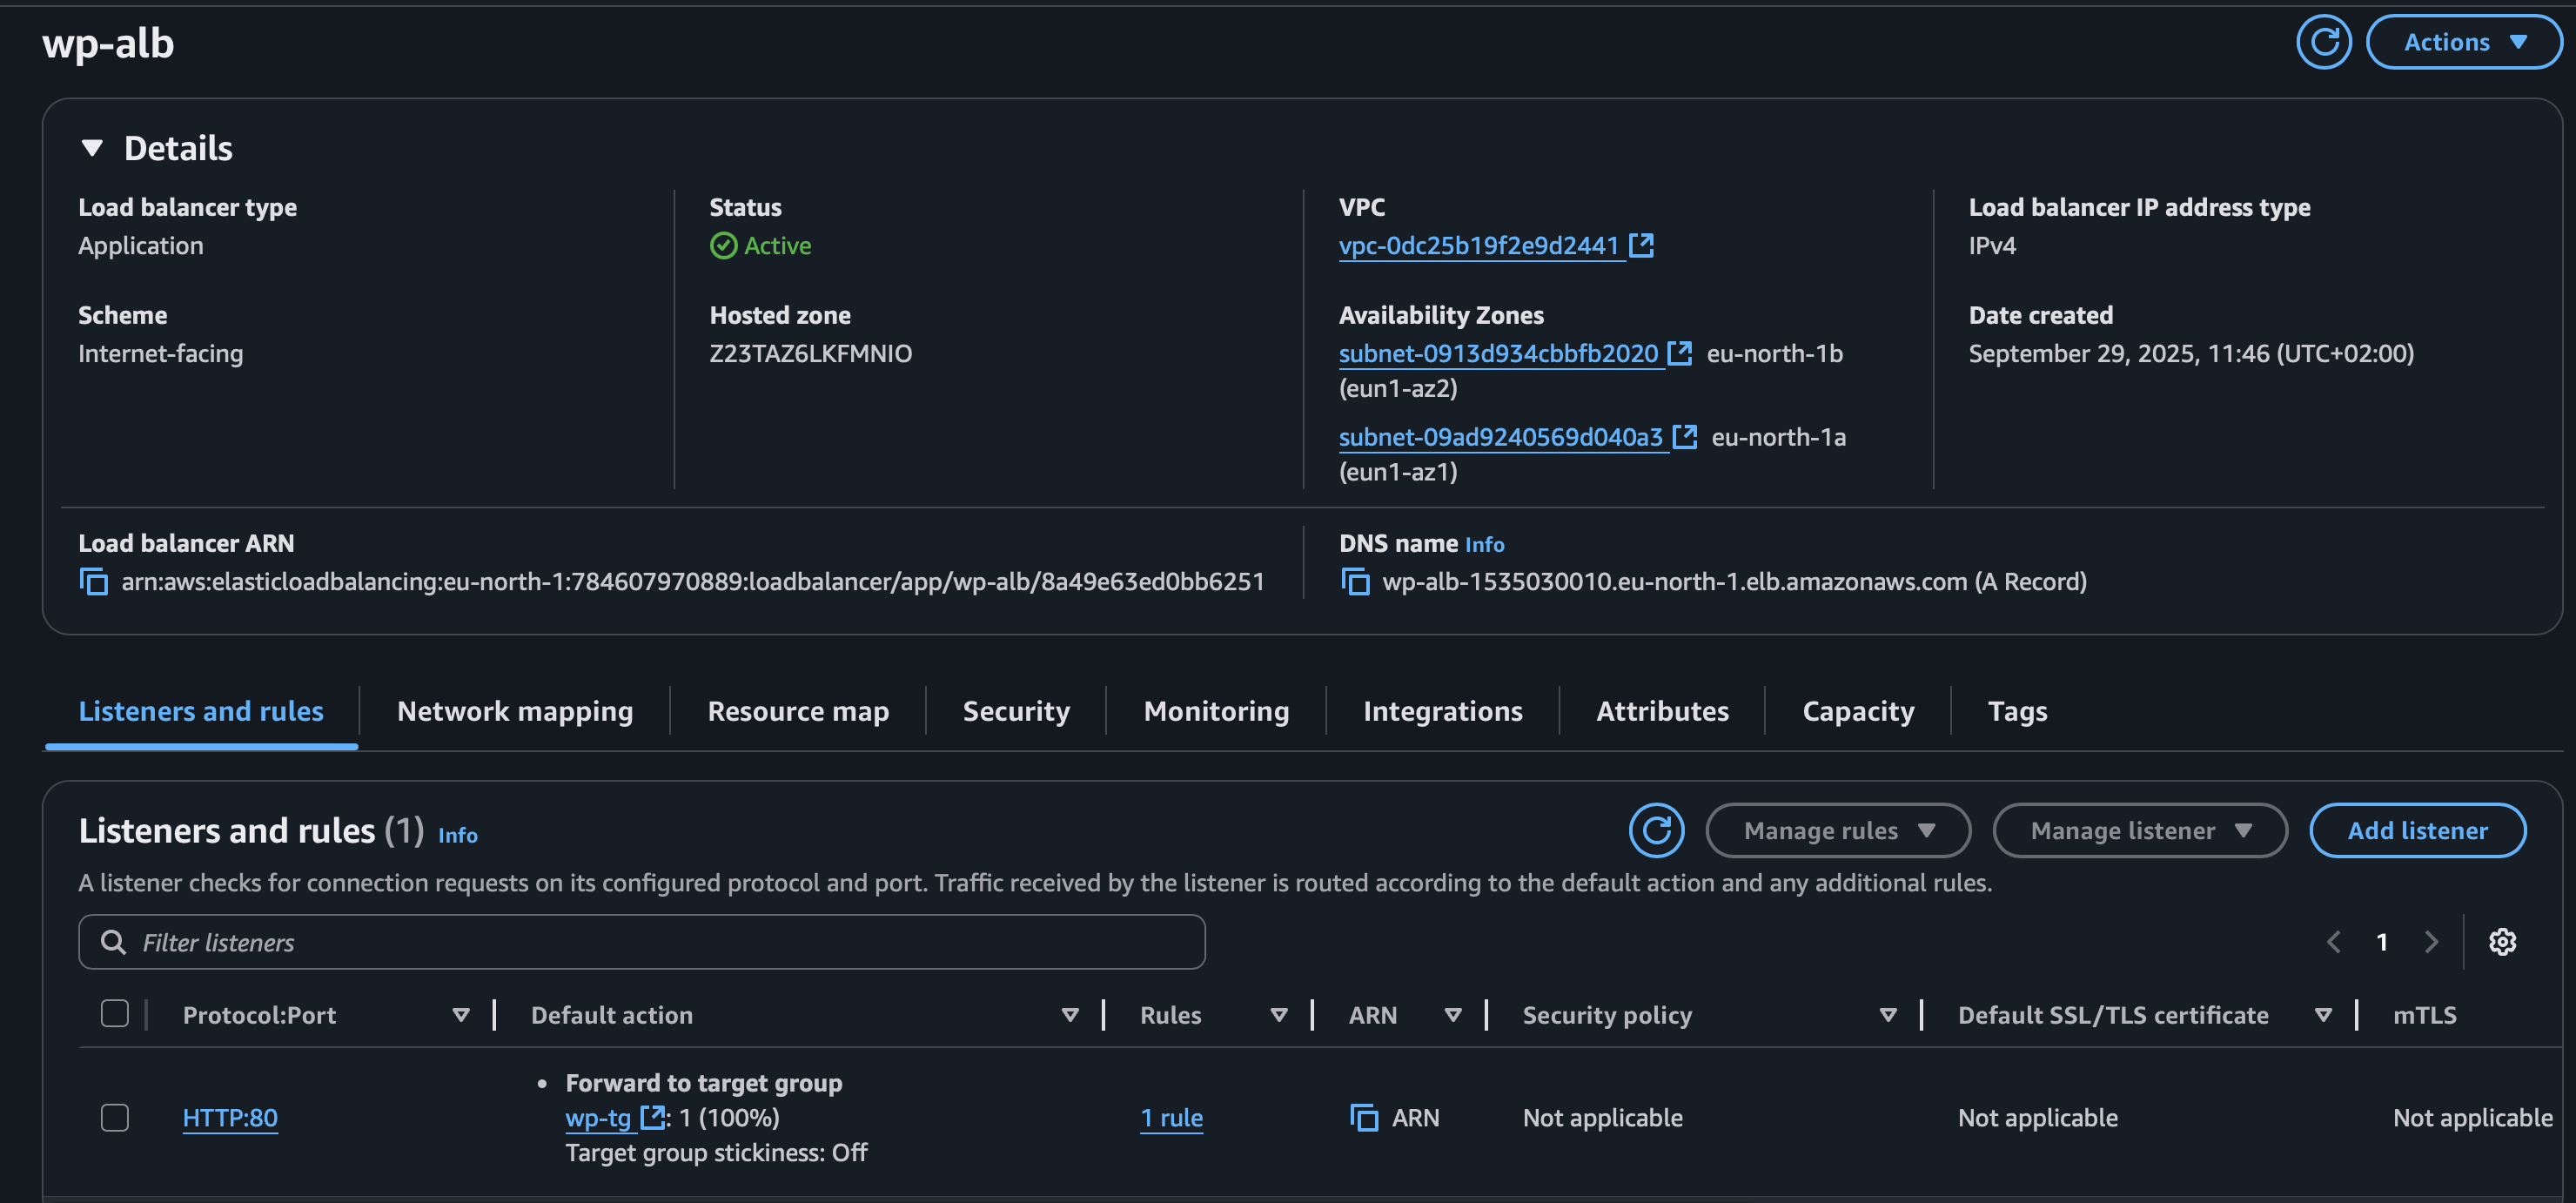 wp-alb
Actions
Details
Load balancer type
Application
Status
Active
VPC
vpc-0dc25b19f2e9d2441
Load balancer IP address type
IPv4
Scheme
Internet-facing
Hosted zone
Z23TAZ6LKFMNIO
Availability Zones
subnet-0913d934cbbfb2020 eu-north-1b
(eun1-az2)
subnet-09ad9240569d040a3 eu-north-1a
(eun1-az1)
Date created
September 29, 2025, 11:46 (UTC+02:00)
Load balancer ARN
arn:aws:elasticloadbalancing:eu-north-1:784607970889:loadbalancer/app/wp-alb/8a49e63ed0bb6251
DNS name Info
wp-alb-1535030010.eu-north-1.elb.amazonaws.com (A Record)
Listeners and rules Network mapping Resource map Security Monitoring Integrations Attributes Capacity Tags
Listeners and rules (1) Info
Manage rules Manage listener Add listener
A listener checks for connection requests on its configured protocol and port. Traffic received by the listener is routed according to the default action and any additional rules.
Filter listeners
1
Protocol:Port Default action Rules ARN Security policy Default SSL/TLS certificate mTLS
HTTP:80
• Forward to target group
wp-tg : 1 (100%)
Target group stickiness: Off
1 rule
ARN
Not applicable
Not applicable
Not applicable